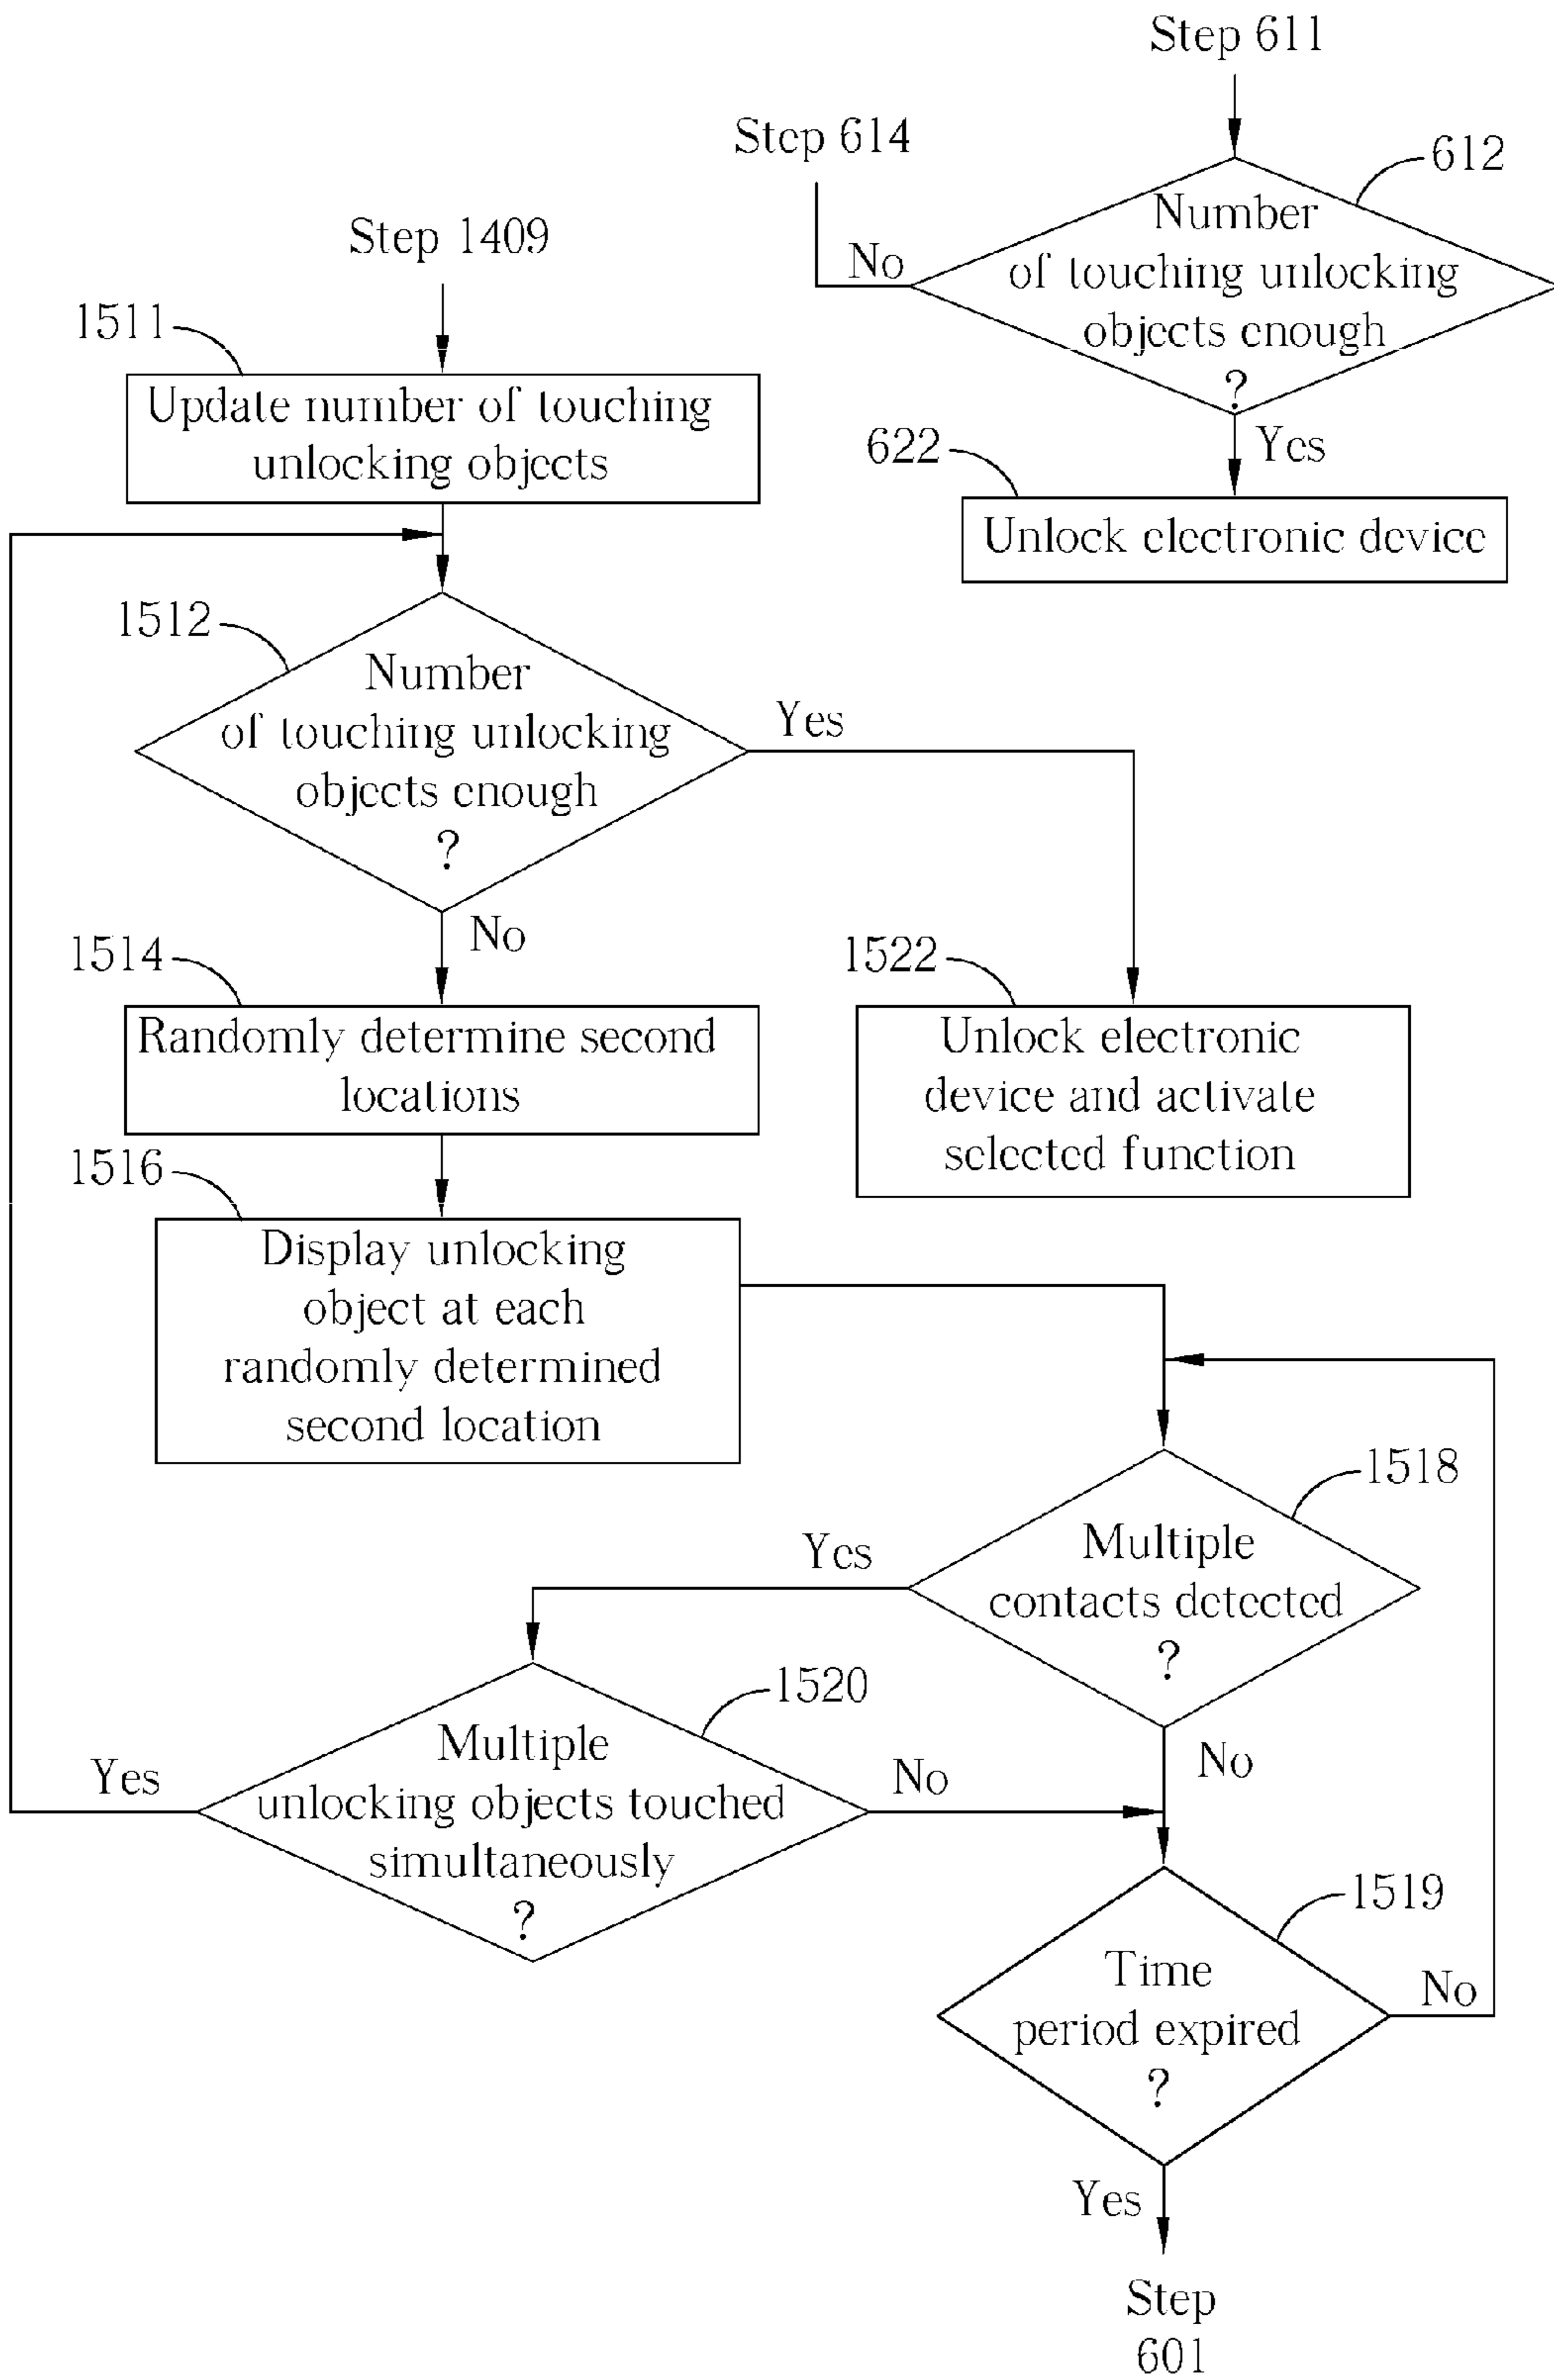 Step 611
Step 614
612
Number
of touching unlocking
objects enough
?
No
Yes
622
Unlock electronic device
Step 1409
1511
Update number of touching
unlocking objects
1512
Number
of touching unlocking
objects enough
?
Yes
No
1514
Randomly determine second
locations
1522
Unlock electronic
device and activate
selected function
1516
Display unlocking
object at each
randomly determined
second location
1518
Multiple
contacts detected
?
Yes
No
1520
Multiple
unlocking objects touched
simultaneously
?
Yes
No
1519
Time
period expired
?
No
Yes
Step
601